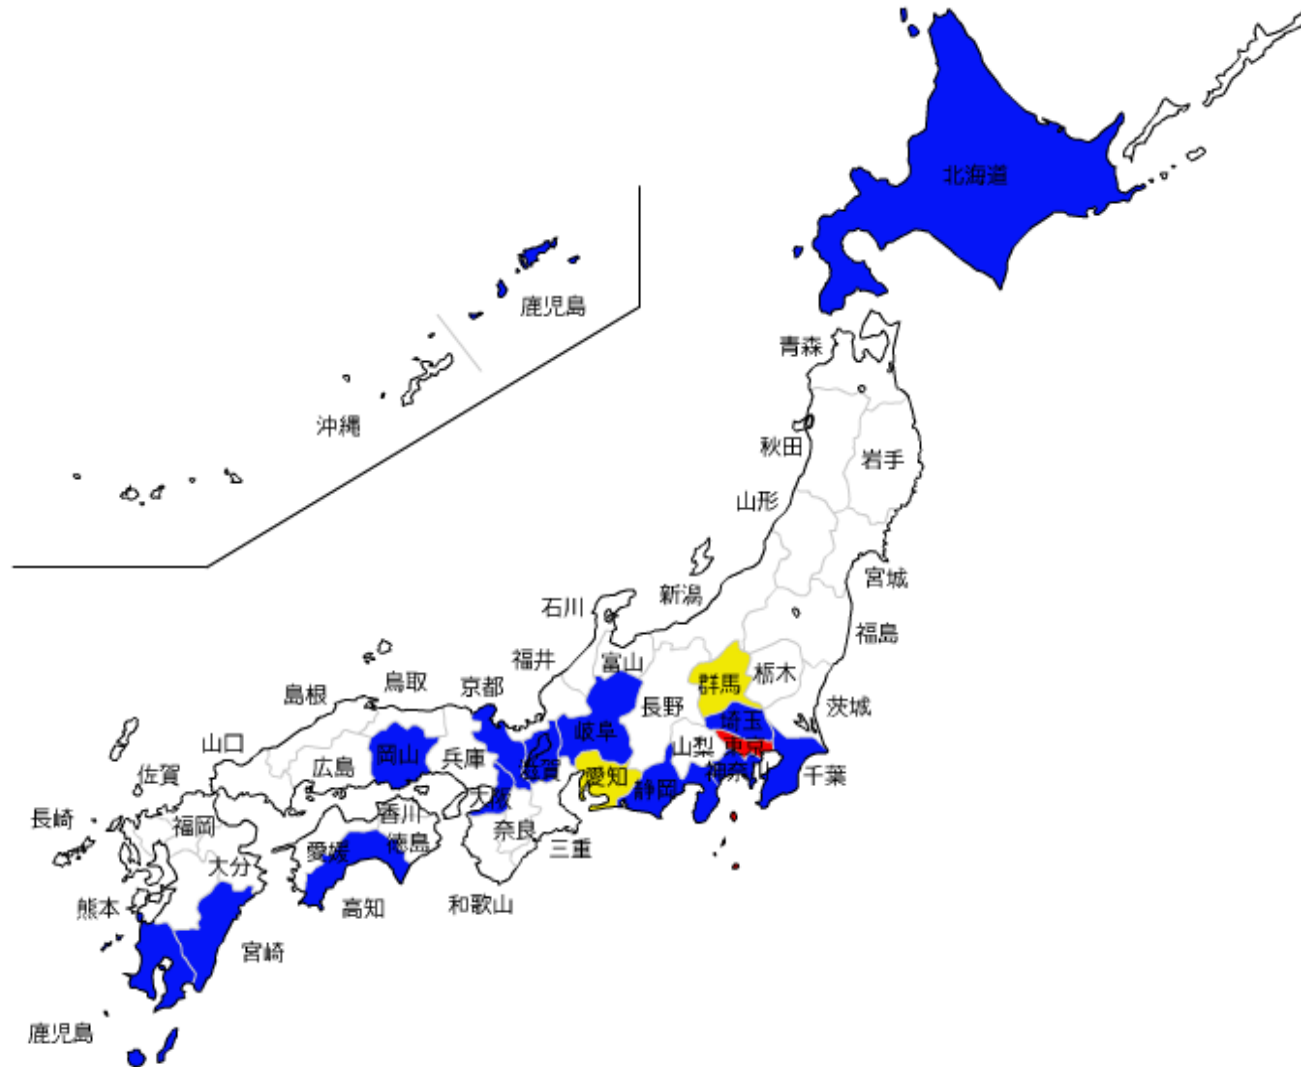 北海道
鹿児島
青森
沖縄
秋田
岩手
山形
宮城
新潟
石川
福島
福井
富山
群馬
栃木
鳥取
京都
島根
長野
茨城
埼玉
岐阜
山口
山梨
東京
岡山
兵庫
広島
滋賀
愛知
神奈川
千葉
佐賀
静岡
大阪
香川
長崎
福岡
奈良
徳島
愛媛
三重
大分
熊本
高知
和歌山
宮崎
鹿児島